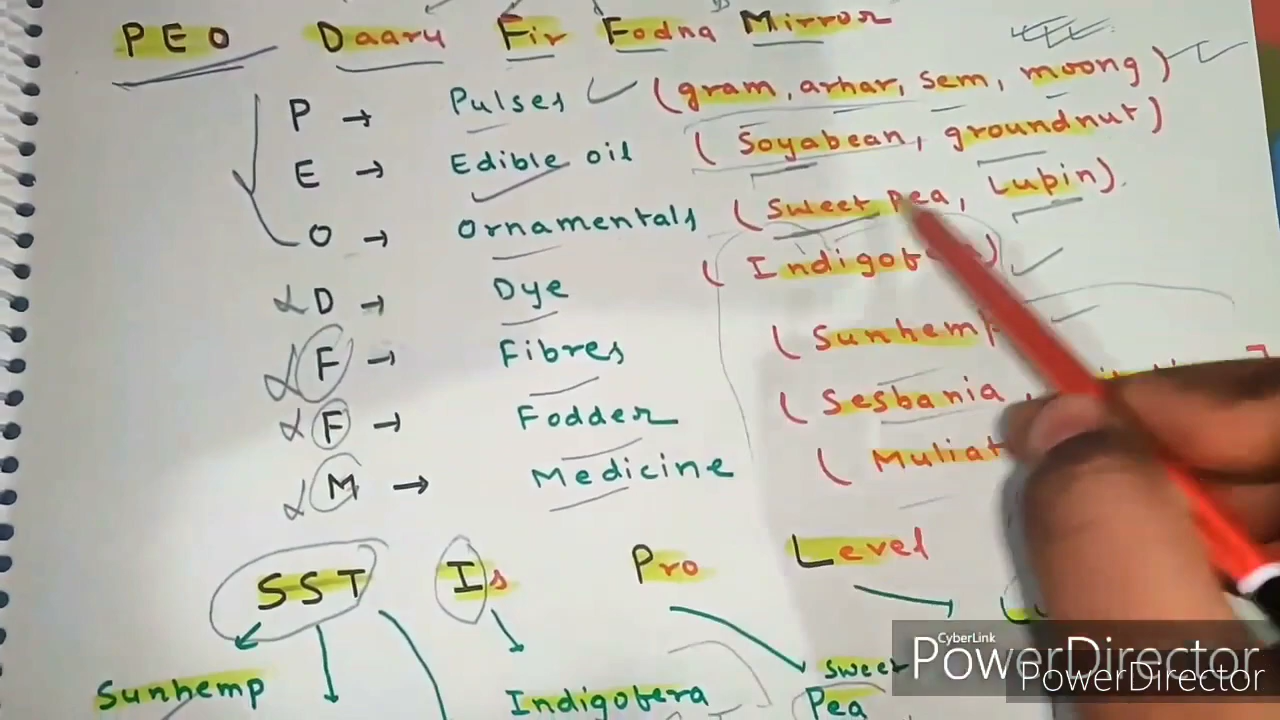 PEO Daaru Fir Fodna Mirror
P → Pulses (gram, arhar, sem, moong)
E → Edible oil (Soyabean, groundnut)
O → Ornamentals (Sweet pea, Lupin).
D → Dye (Indigof )
F → Fibres (Sunhemp
F → Fodder (Sesbania ,
M → Medicine (Muliat
SST Is Pro Level
Sunhemp Indigofera sweet Pea
CyberLink
PowerDirector
PowerDirector